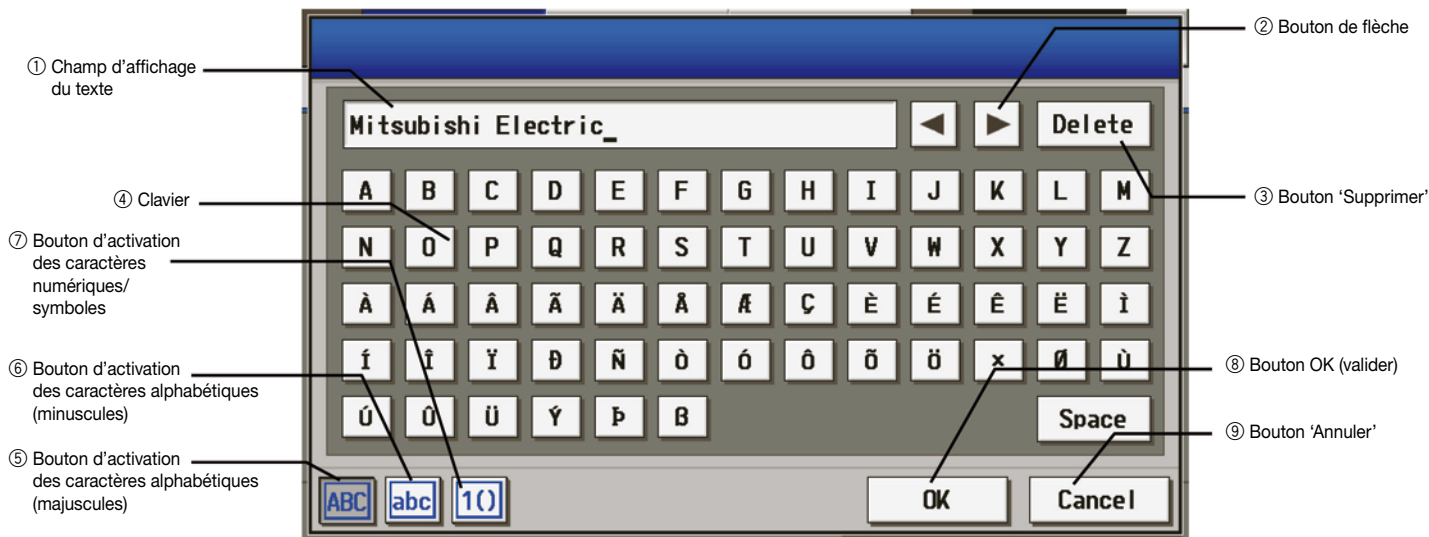 ② Bouton de flèche
① Champ d'affichage
du texte
Mitsubishi Electric_
◀ ▶ Delete
A B C D E F G H I J K L M
④ Clavier
③ Bouton ‘Supprimer’
N O P Q R S T U V W X Y Z
⑦ Bouton d'activation
des caractères
numériques/
symboles
À Á Â Ã Ä Å Æ Ç È É Ê Ë Ì
Í Î Ï Ð Ñ Ò Ó Ô Õ Ö × Ø Ù
⑧ Bouton OK (valider)
⑥ Bouton d'activation
des caractères alphabétiques
(minuscules)
Ú Û Ü Ý Þ ß Space
⑨ Bouton ‘Annuler’
⑤ Bouton d'activation
des caractères alphabétiques
(majuscules)
ABC abc 1() OK Cancel